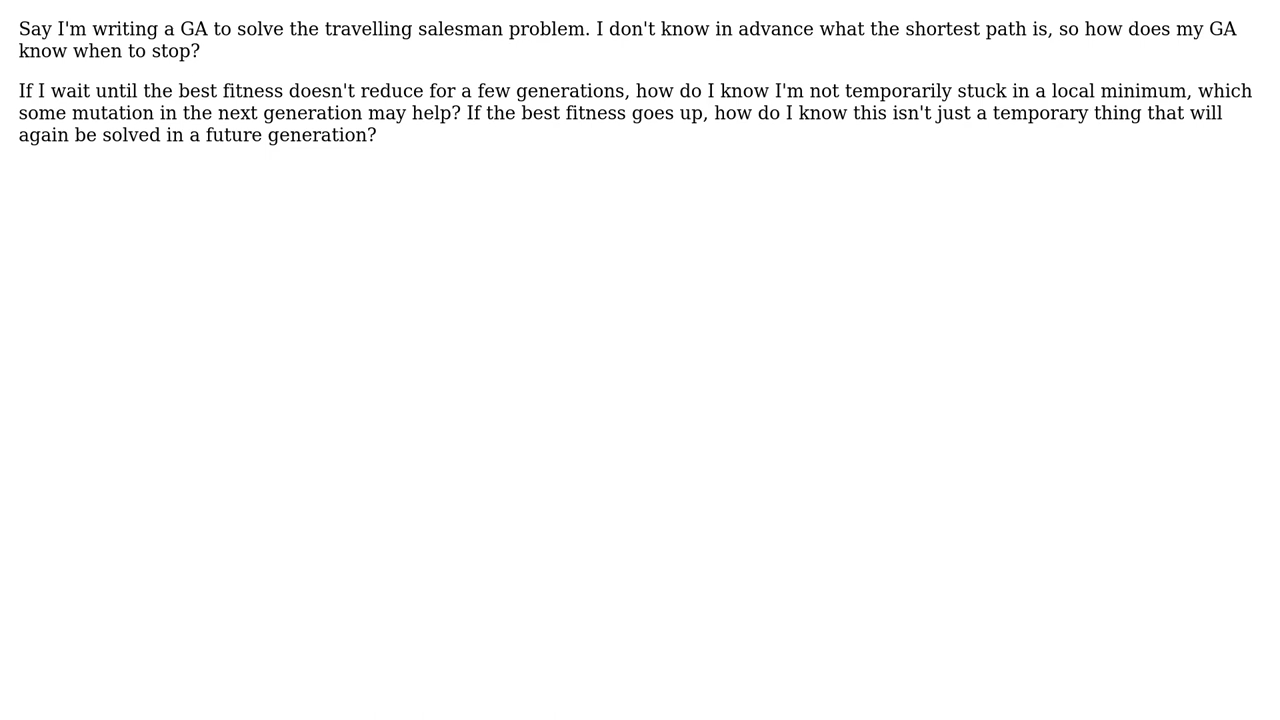 Say I'm writing a GA to solve the travelling salesman problem. I don't know in advance what the shortest path is, so how does my GA
know when to stop?
If I wait until the best fitness doesn't reduce for a few generations, how do I know I'm not temporarily stuck in a local minimum, which
some mutation in the next generation may help? If the best fitness goes up, how do I know this isn't just a temporary thing that will
again be solved in a future generation?